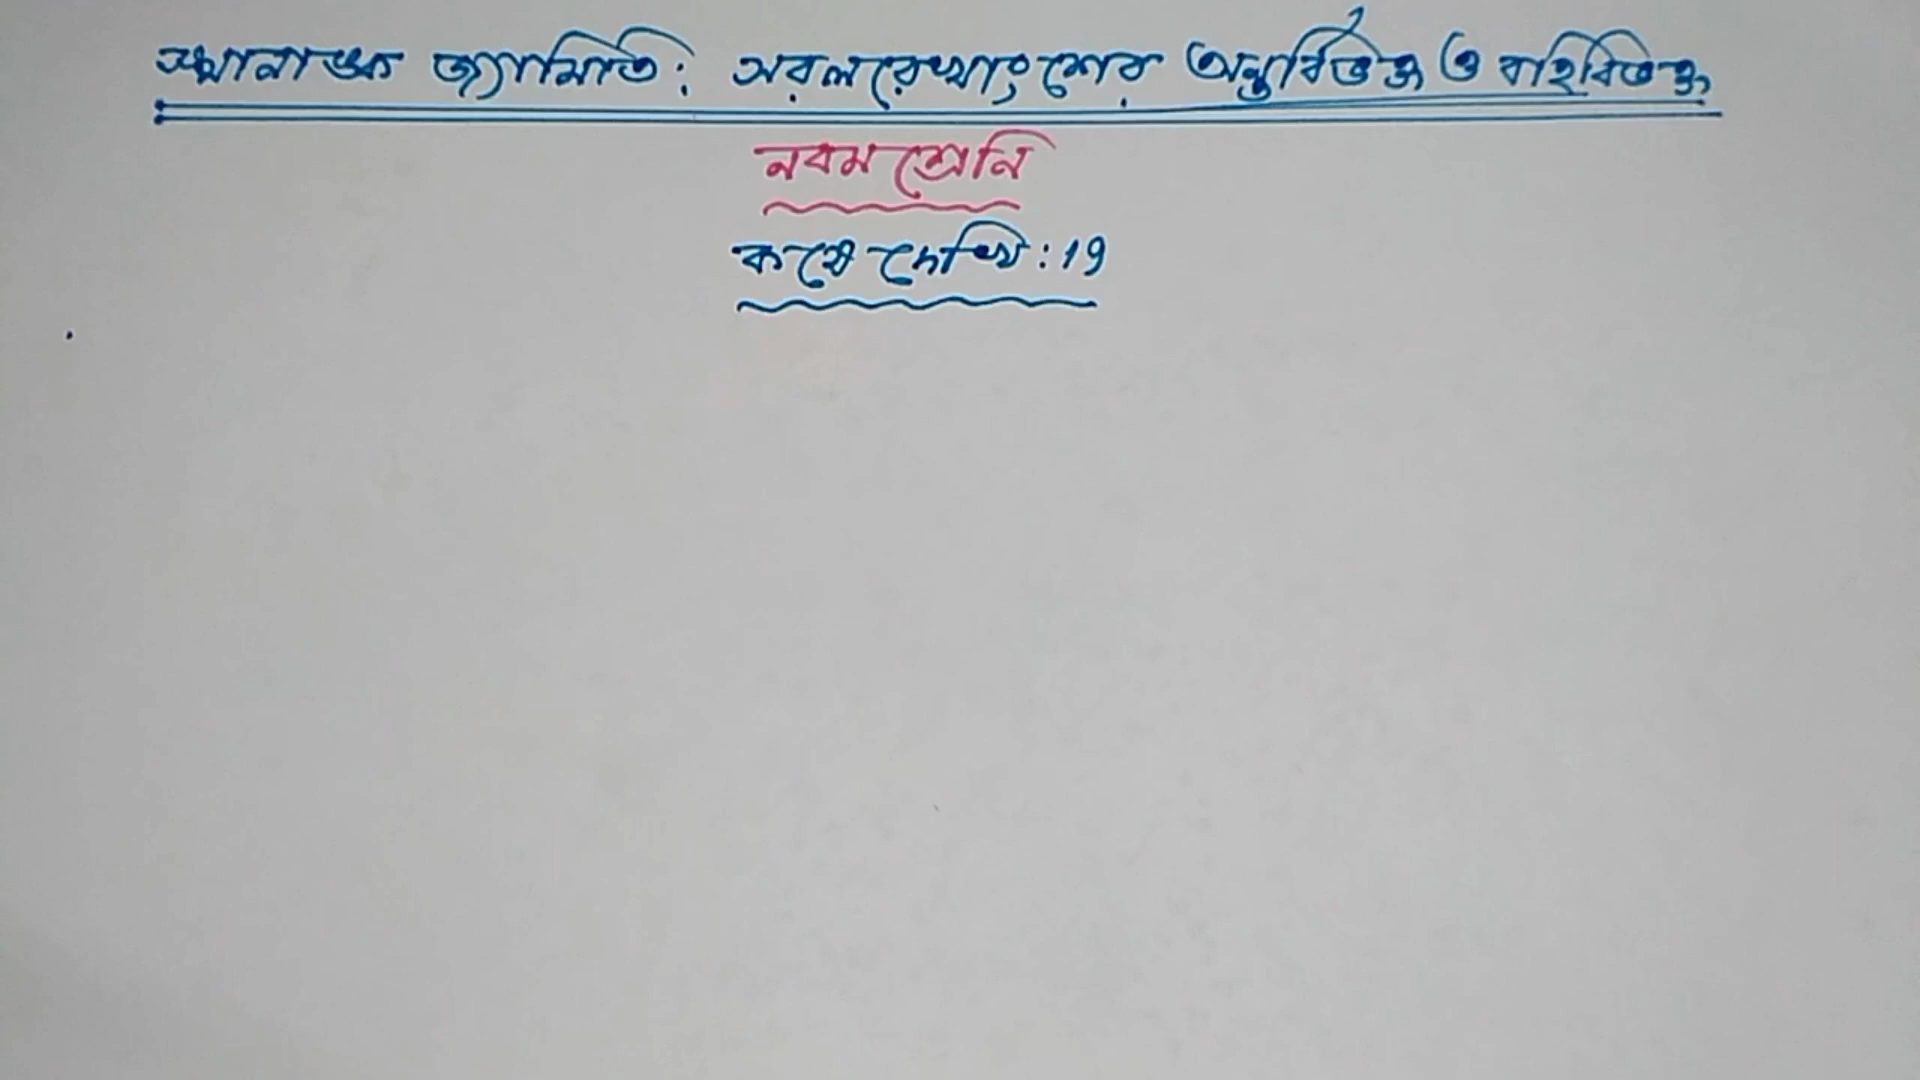 স্থানাঙ্ক জ্যামিতি: সরলরেখাংশের অন্তর্বিভক্ত ও বহির্বিভক্ত
নবম শ্রেনি
কষে দেখি: 19